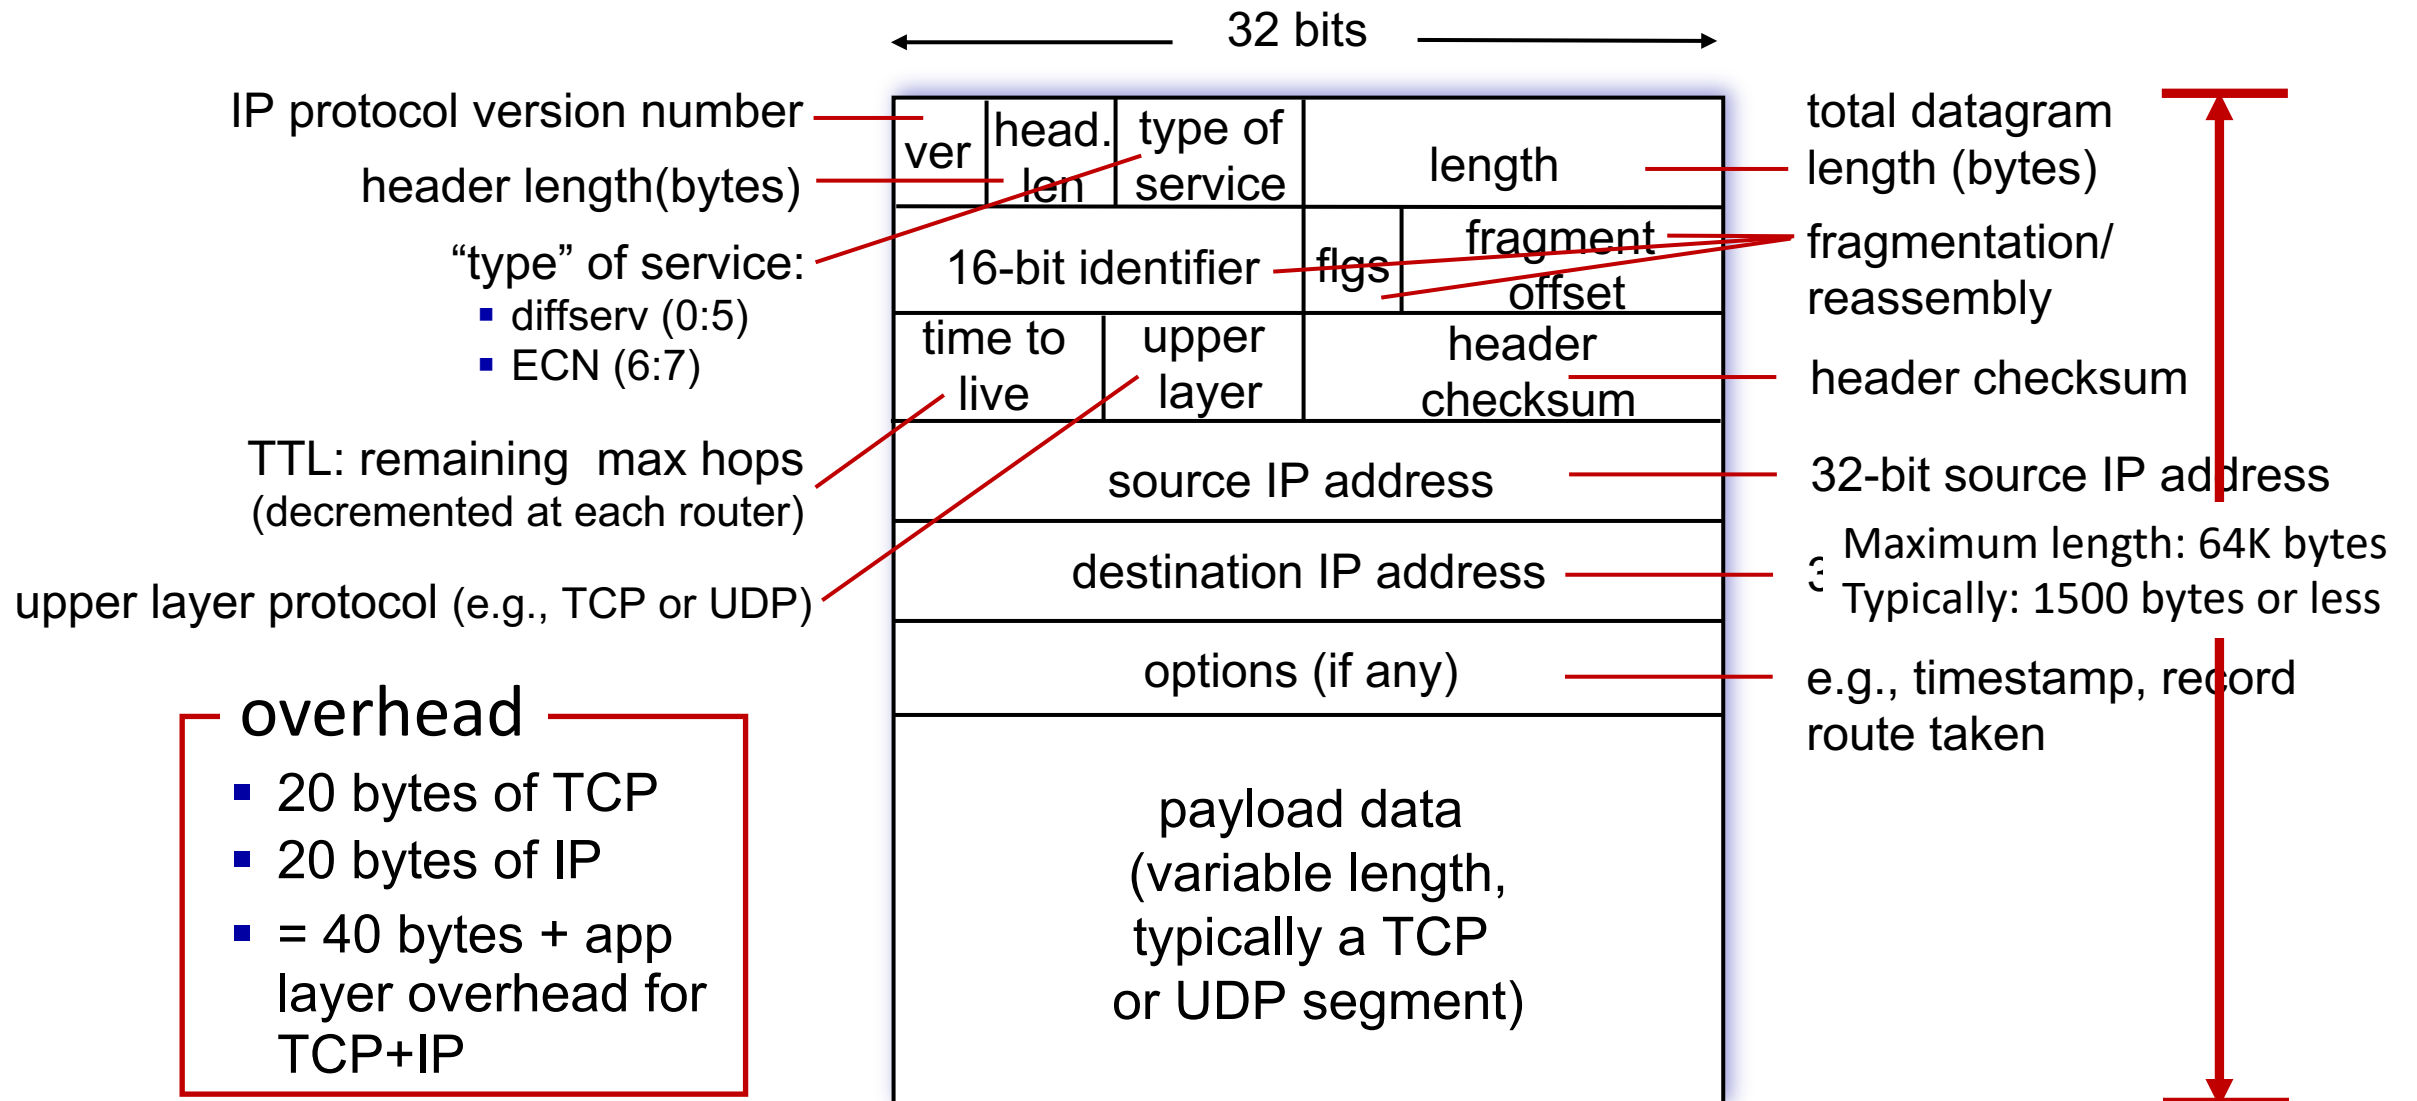 32 bits
IP protocol version number
header length(bytes)
“type” of service:
▪ diffserv (0:5)
▪ ECN (6:7)
TTL: remaining  max hops
(decremented at each router)
upper layer protocol (e.g., TCP or UDP)
overhead
▪ 20 bytes of TCP
▪ 20 bytes of IP
▪ = 40 bytes + app
layer overhead for
TCP+IP
ver
head.
len
type of
service
length
16-bit identifier
flgs
fragment
offset
time to
live
upper
layer
header
checksum
source IP address
destination IP address
options (if any)
payload data
(variable length,
typically a TCP
or UDP segment)
total datagram
length (bytes)
fragmentation/
reassembly
header checksum
32-bit source IP address
Maximum length: 64K bytes
Typically: 1500 bytes or less
e.g., timestamp, record
route taken